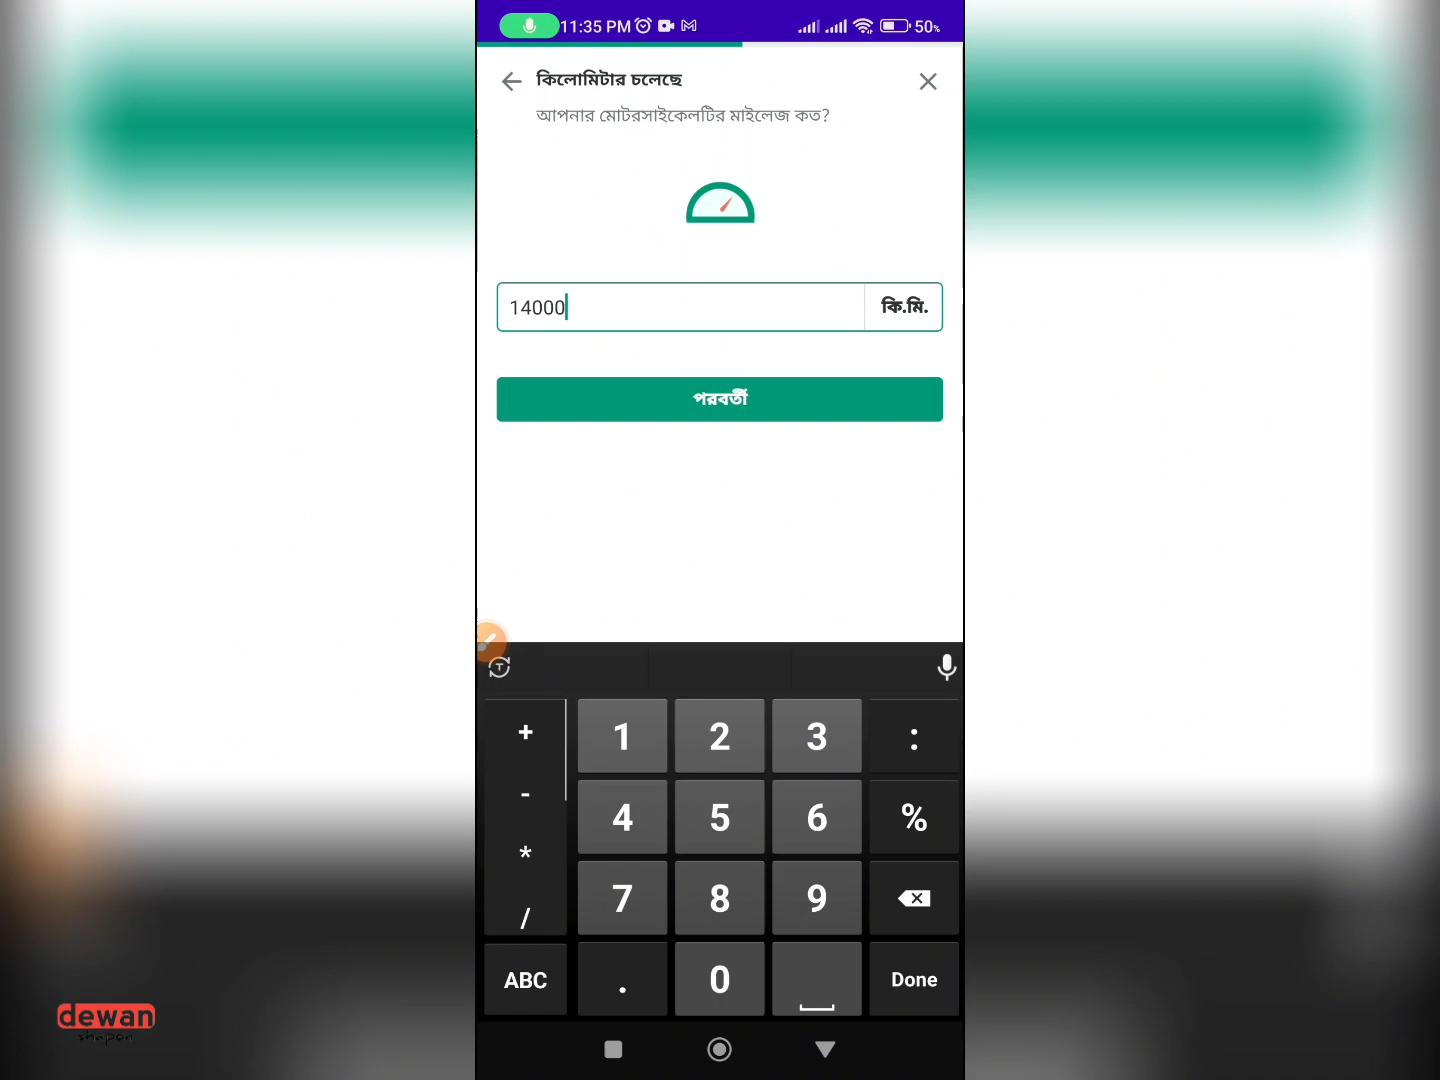 11:35 PM 50%
কিলোমিটার চলেছে
আপনার মোটরসাইকেলটির মাইলেজ কত?
14000 কি.মি.
পরবর্তী
T
+ 1 2 3 :
- 4 5 6 %
*
/ 7 8 9
ABC . 0 Done
dewan
shapon